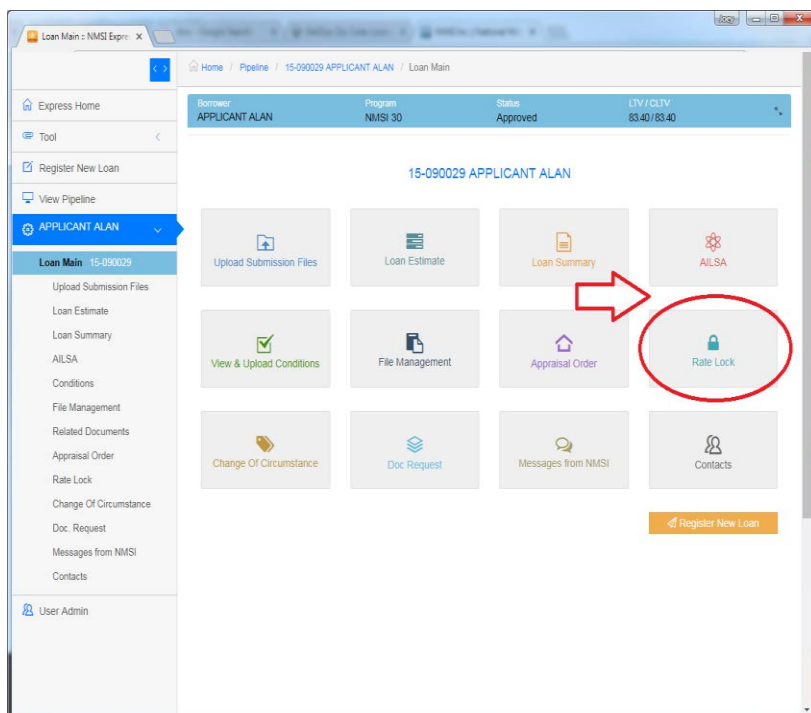 Joey
Loan Main :: NMSI Expre
Home / Pipeline / 15-090029 APPLICANT ALAN / Loan Main
Express Home
Tool
Register New Loan
View Pipeline
APPLICANT ALAN
Loan Main 15-090029
Upload Submission Files
Loan Estimate
Loan Summary
AILSA
Conditions
File Management
Related Documents
Appraisal Order
Rate Lock
Change Of Circumstance
Doc. Request
Messages from NMSI
Contacts
User Admin
Borrower Program Status LTV / CLTV
APPLICANT ALAN NMSI 30 Approved 83.40 / 83.40
15-090029 APPLICANT ALAN
Upload Submission Files Loan Estimate Loan Summary AILSA
View & Upload Conditions File Management Appraisal Order Rate Lock
Change Of Circumstance Doc Request Messages from NMSI Contacts
Register New Loan